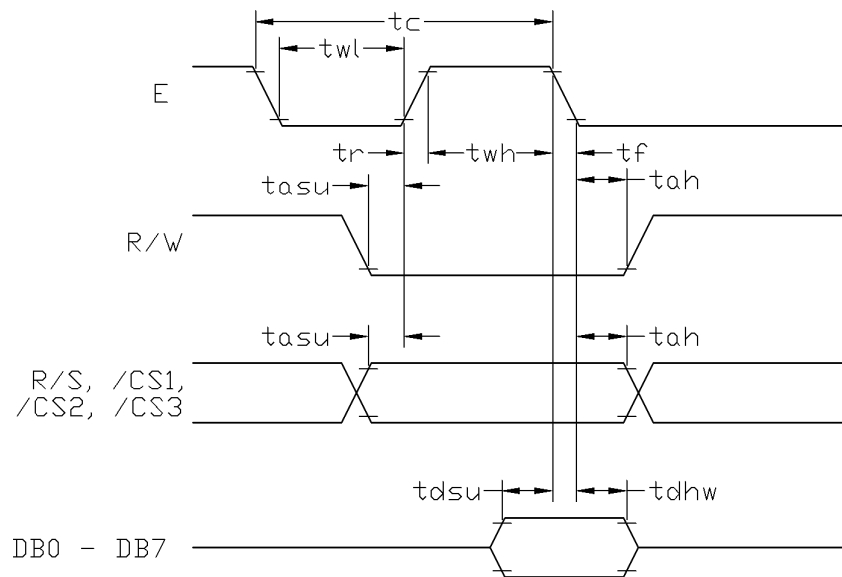 tc
twl
E
tr
twh
tf
tasu
tah
R/W
tasu
tah
R/S, /CS1,
/CS2, /CS3
tdsu
tdhw
DB0 - DB7